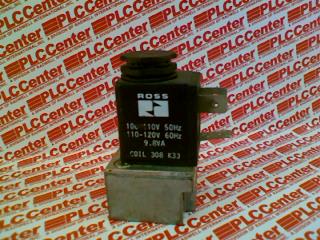 PLCCenter
ROSS
100-110V 50Hz
110-120V 60Hz
9.8VA
COIL 308 K33